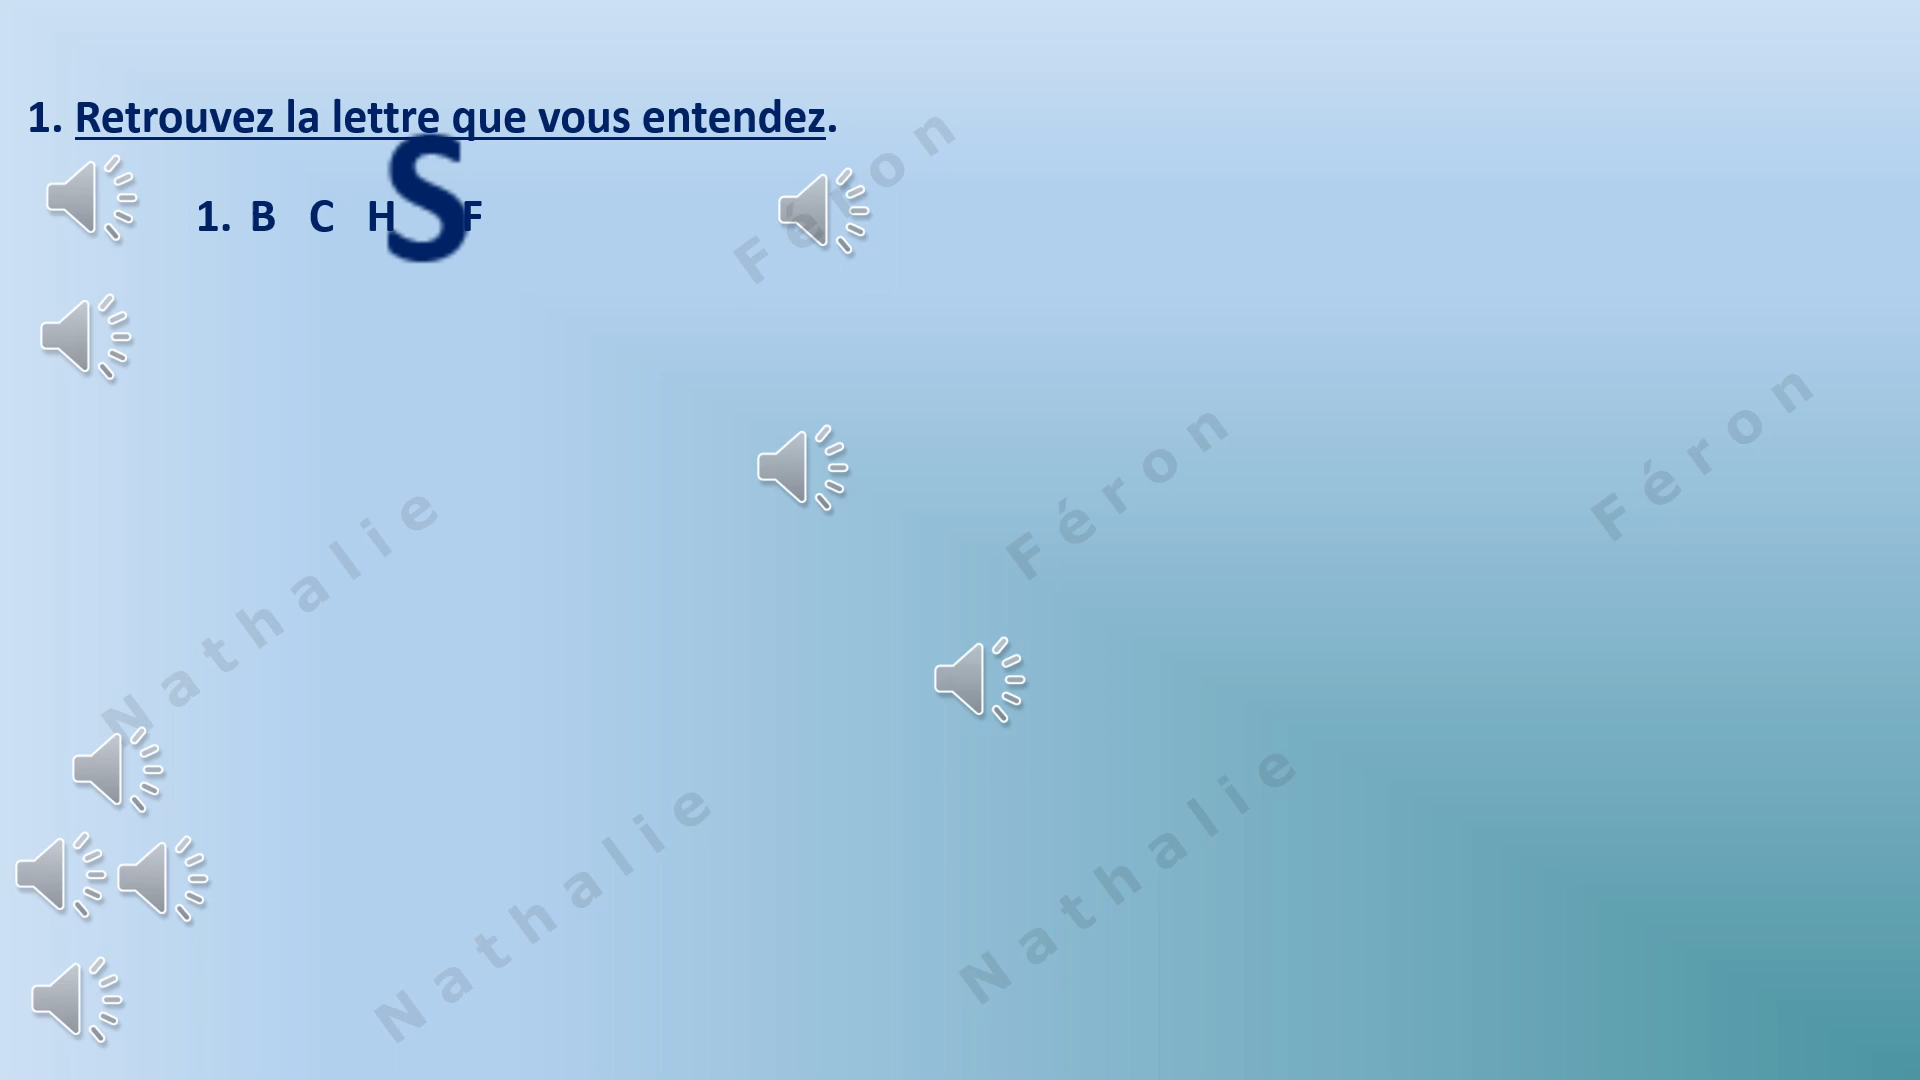 1. Retrouvez la lettre que vous entendez.
1. B C H S F
Féron
Féron
Féron
Nathalie
Nathalie
Nathalie